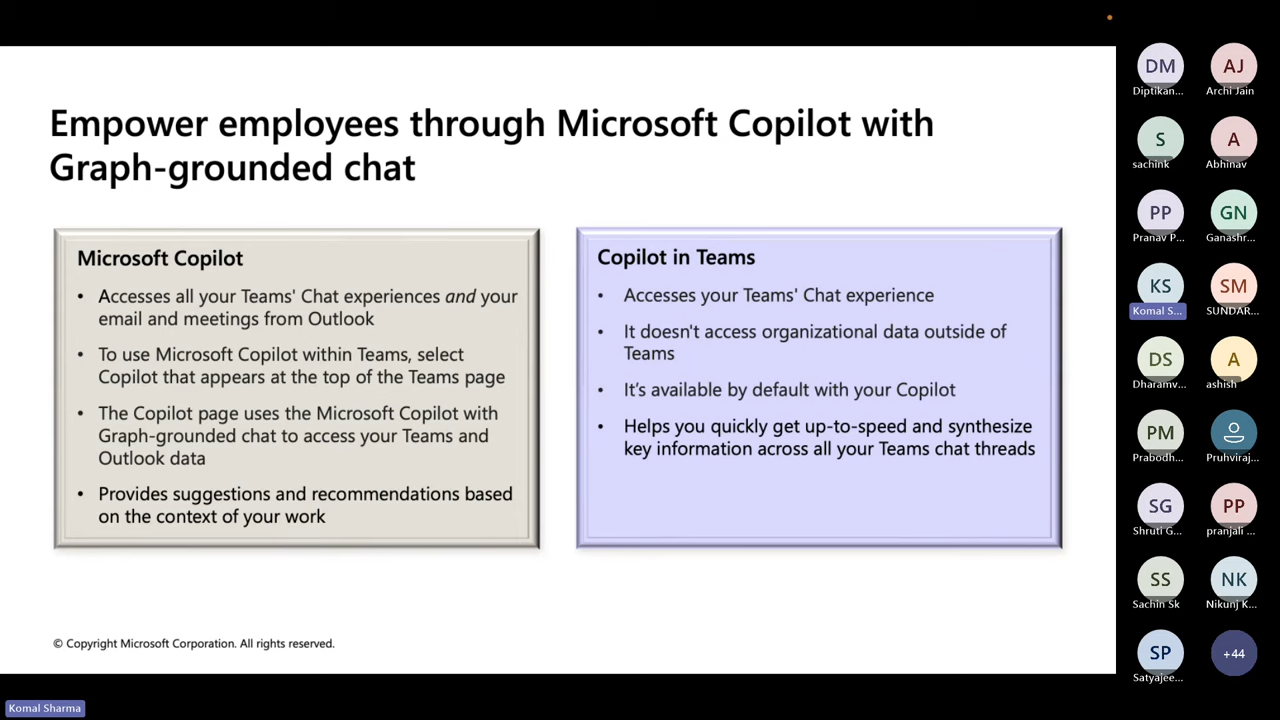 Empower employees through Microsoft Copilot with
Graph-grounded chat
Microsoft Copilot
• Accesses all your Teams' Chat experiences and your
email and meetings from Outlook
• To use Microsoft Copilot within Teams, select
Copilot that appears at the top of the Teams page
• The Copilot page uses the Microsoft Copilot with
Graph-grounded chat to access your Teams and
Outlook data
• Provides suggestions and recommendations based
on the context of your work
Copilot in Teams
• Accesses your Teams' Chat experience
• It doesn't access organizational data outside of
Teams
• It's available by default with your Copilot
• Helps you quickly get up-to-speed and synthesize
key information across all your Teams chat threads
© Copyright Microsoft Corporation. All rights reserved.
Komal Sharma
DM
Diptikan...
AJ
Archi Jain
S
sachink
A
Abhinav
PP
Pranav P...
GN
Ganashr...
KS
Komal S...
SM
SUNDAR...
DS
Dharamv...
A
ashish
PM
Prabodh...
Pruhviraj...
SG
Shruti G...
PP
pranjali ...
SS
Sachin Sk
NK
Nikunj K...
SP
Satyajee...
+44